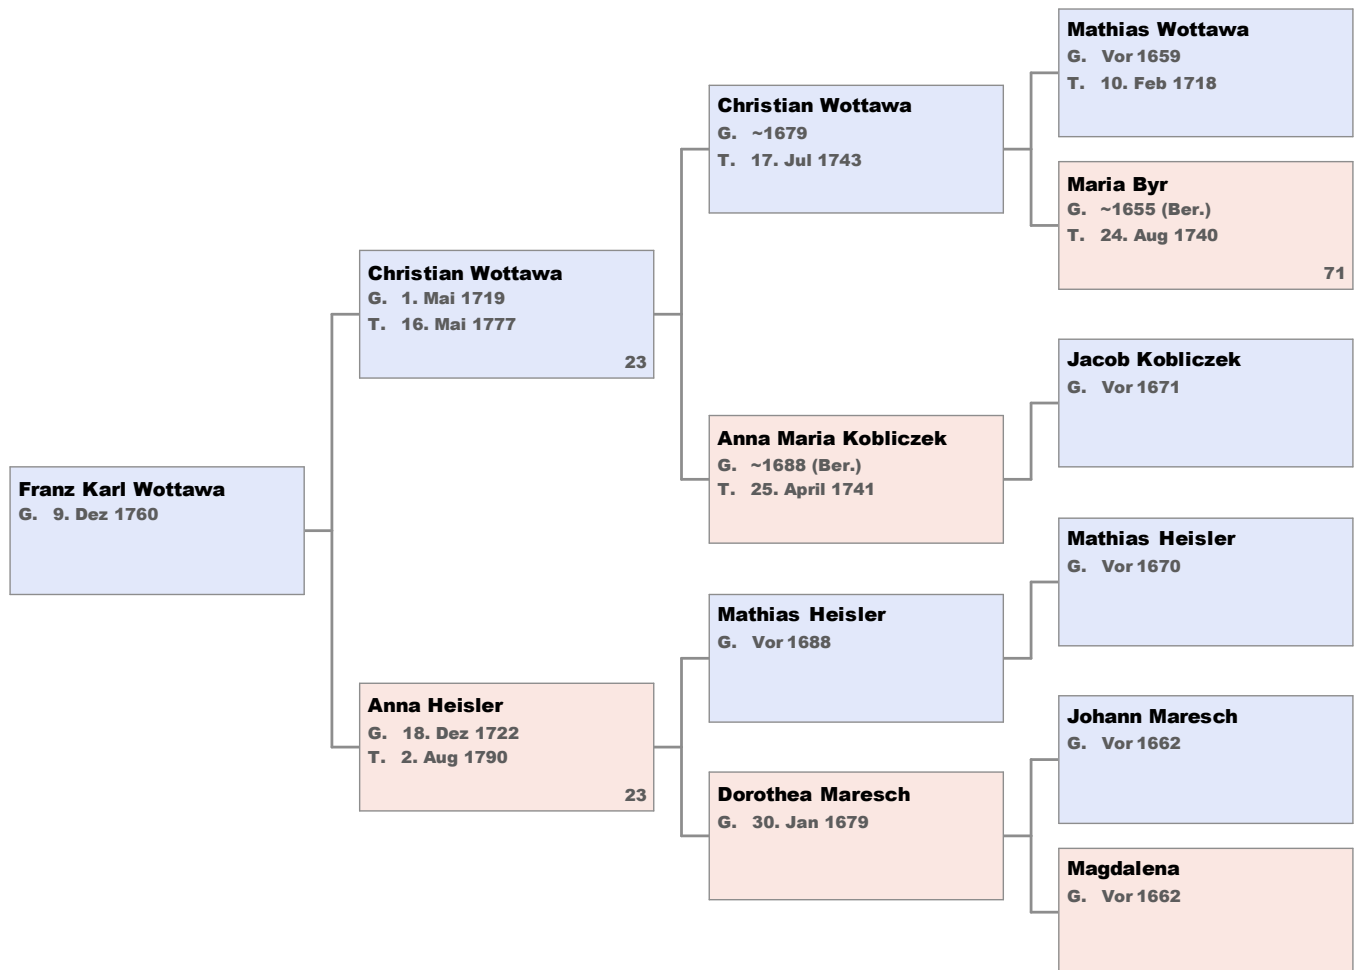 Franz Karl Wottawa
G. 9. Dez 1760
Christian Wottawa
G. 1. Mai 1719
T. 16. Mai 1777
23
Anna Heisler
G. 18. Dez 1722
T. 2. Aug 1790
23
Christian Wottawa
G. ~1679
T. 17. Jul 1743
Anna Maria Kobliczek
G. ~1688 (Ber.)
T. 25. April 1741
Mathias Heisler
G. Vor 1688
Dorothea Maresch
G. 30. Jan 1679
Mathias Wottawa
G. Vor 1659
T. 10. Feb 1718
Maria Byr
G. ~1655 (Ber.)
T. 24. Aug 1740
71
Jacob Kobliczek
G. Vor 1671
Mathias Heisler
G. Vor 1670
Johann Maresch
G. Vor 1662
Magdalena
G. Vor 1662